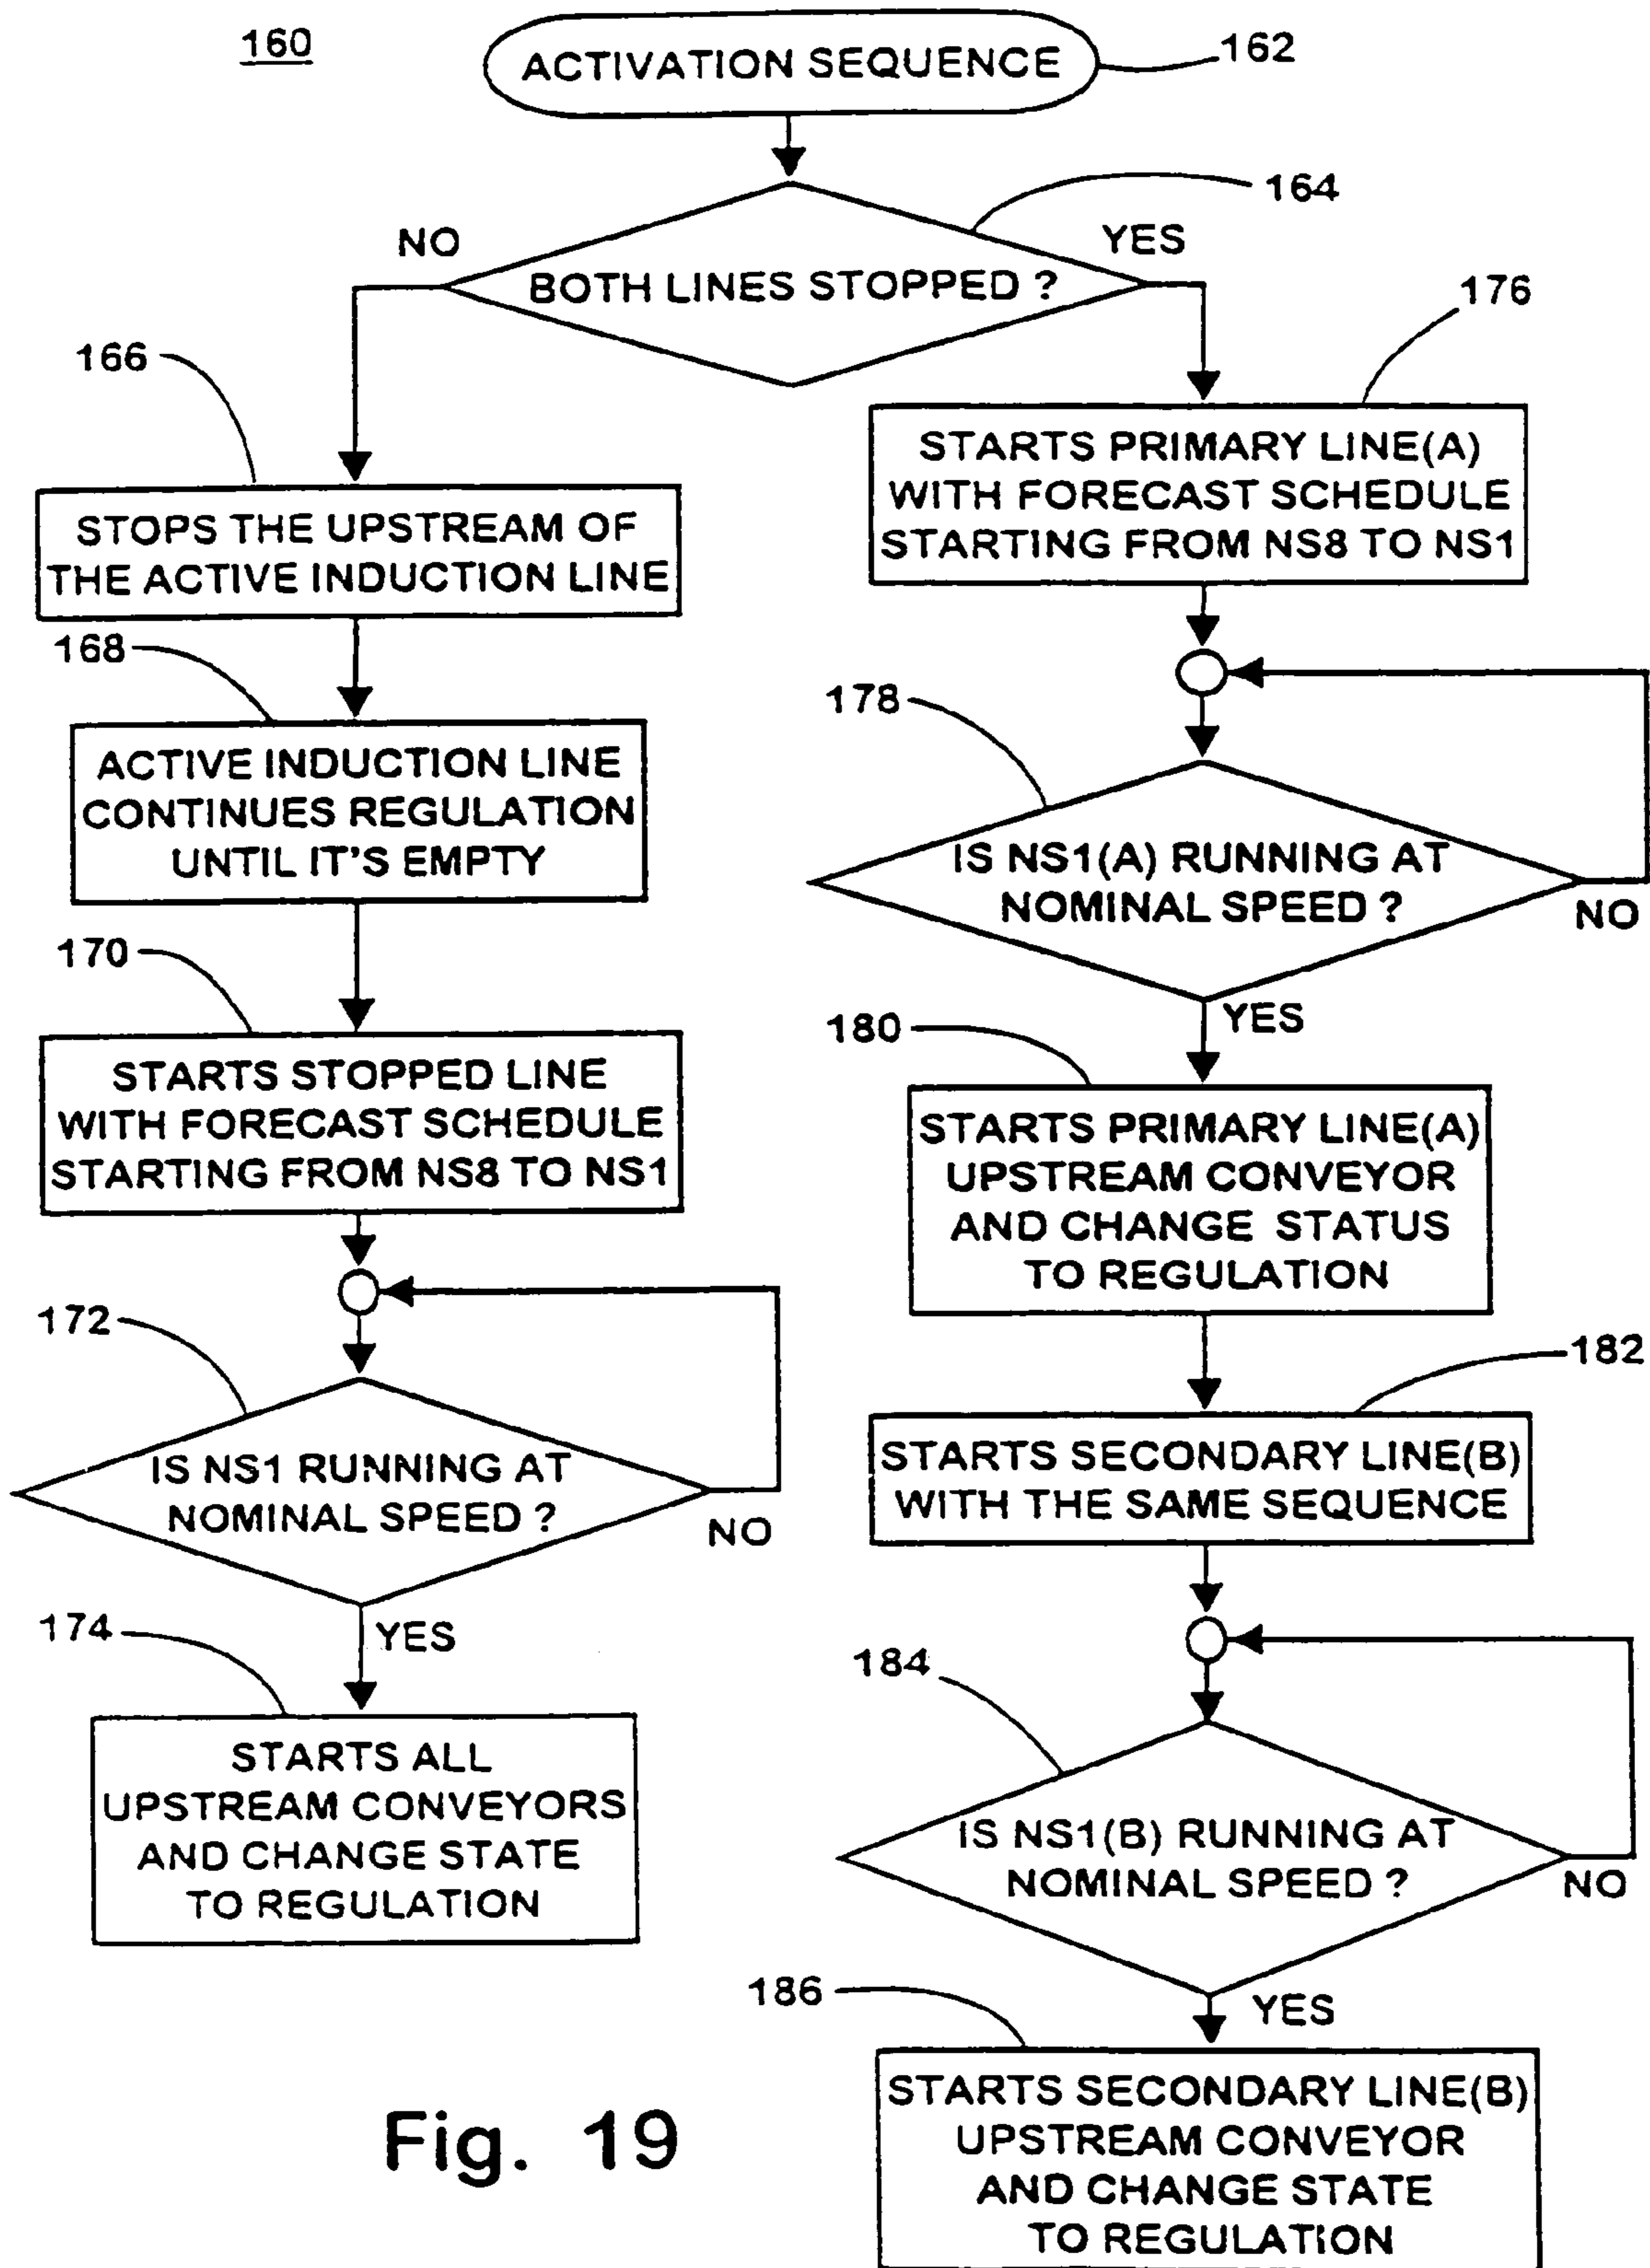 160
ACTIVATION SEQUENCE
162
164
NO
YES
BOTH LINES STOPPED ?
166
176
STOPS THE UPSTREAM OF
THE ACTIVE INDUCTION LINE
STARTS PRIMARY LINE(A)
WITH FORECAST SCHEDULE
STARTING FROM NS8 TO NS1
168
ACTIVE INDUCTION LINE
CONTINUES REGULATION
UNTIL IT'S EMPTY
178
IS NS1(A) RUNNING AT
NOMINAL SPEED ?
NO
YES
170
STARTS STOPPED LINE
WITH FORECAST SCHEDULE
STARTING FROM NS8 TO NS1
180
STARTS PRIMARY LINE(A)
UPSTREAM CONVEYOR
AND CHANGE STATUS
TO REGULATION
172
IS NS1 RUNNING AT
NOMINAL SPEED ?
NO
YES
182
STARTS SECONDARY LINE(B)
WITH THE SAME SEQUENCE
174
STARTS ALL
UPSTREAM CONVEYORS
AND CHANGE STATE
TO REGULATION
184
IS NS1(B) RUNNING AT
NOMINAL SPEED ?
NO
YES
186
STARTS SECONDARY LINE(B)
UPSTREAM CONVEYOR
AND CHANGE STATE
TO REGULATION
Fig. 19